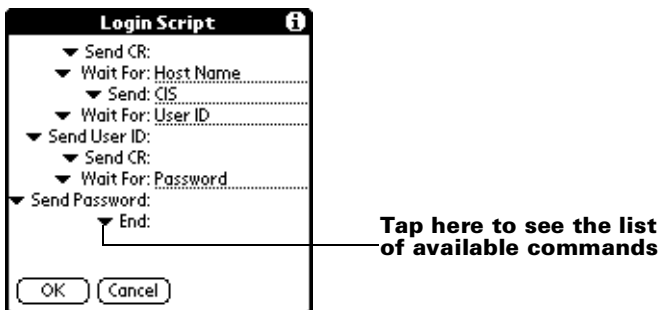 Login Script i
Send CR:
Wait For: Host Name
Send: CIS
Wait For: User ID
Send User ID:
Send CR:
Wait For: Password
Send Password:
End:
Tap here to see the list
of available commands
OK Cancel